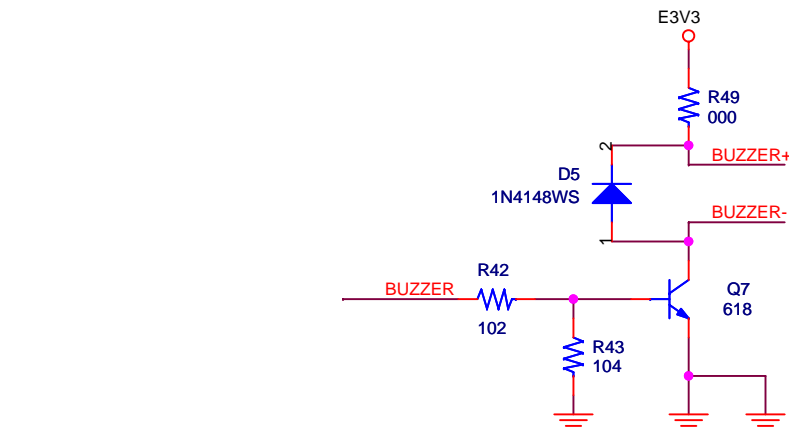 E3V3
R49
000
BUZZER+
2
D5
1N4148WS
BUZZER-
1
R42
BUZZER
102
Q7
618
R43
104